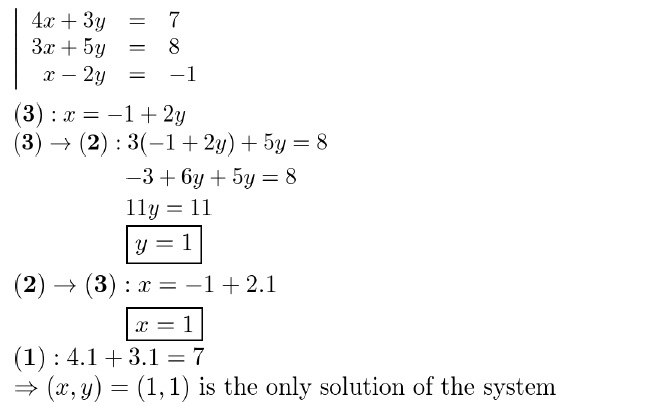 4x + 3y = 7
3x + 5y = 8
x − 2y = −1
(3) : x = −1 + 2y
(3) → (2) : 3(−1 + 2y) + 5y = 8
−3 + 6y + 5y = 8
11y = 11
y = 1
(2) → (3) : x = −1 + 2.1
x = 1
(1) : 4.1 + 3.1 = 7
⇒ (x, y) = (1, 1) is the only solution of the system